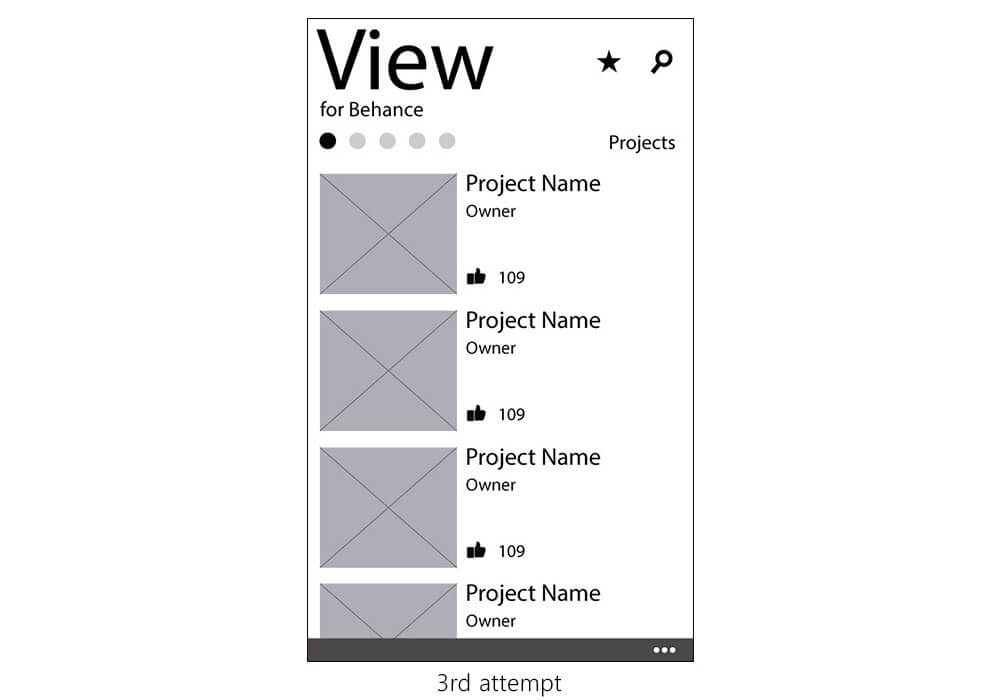 View
for Behance
Projects
Project Name
Owner
109
Project Name
Owner
109
Project Name
Owner
109
Project Name
Owner
3rd attempt